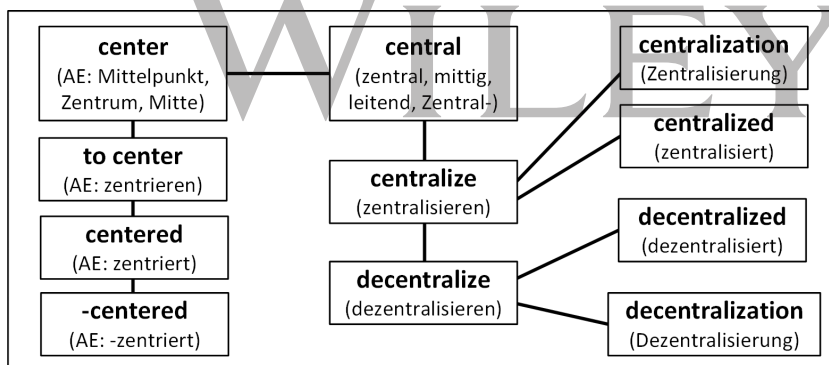 WILEY
center
(AE: Mittelpunkt,
Zentrum, Mitte)
to center
(AE: zentrieren)
centered
(AE: zentriert)
-centered
(AE: -zentriert)
central
(zentral, mittig,
leitend, Zentral-)
centralize
(zentralisieren)
decentralize
(dezentralisieren)
centralization
(Zentralisierung)
centralized
(zentralisiert)
decentralized
(dezentralisiert)
decentralization
(Dezentralisierung)